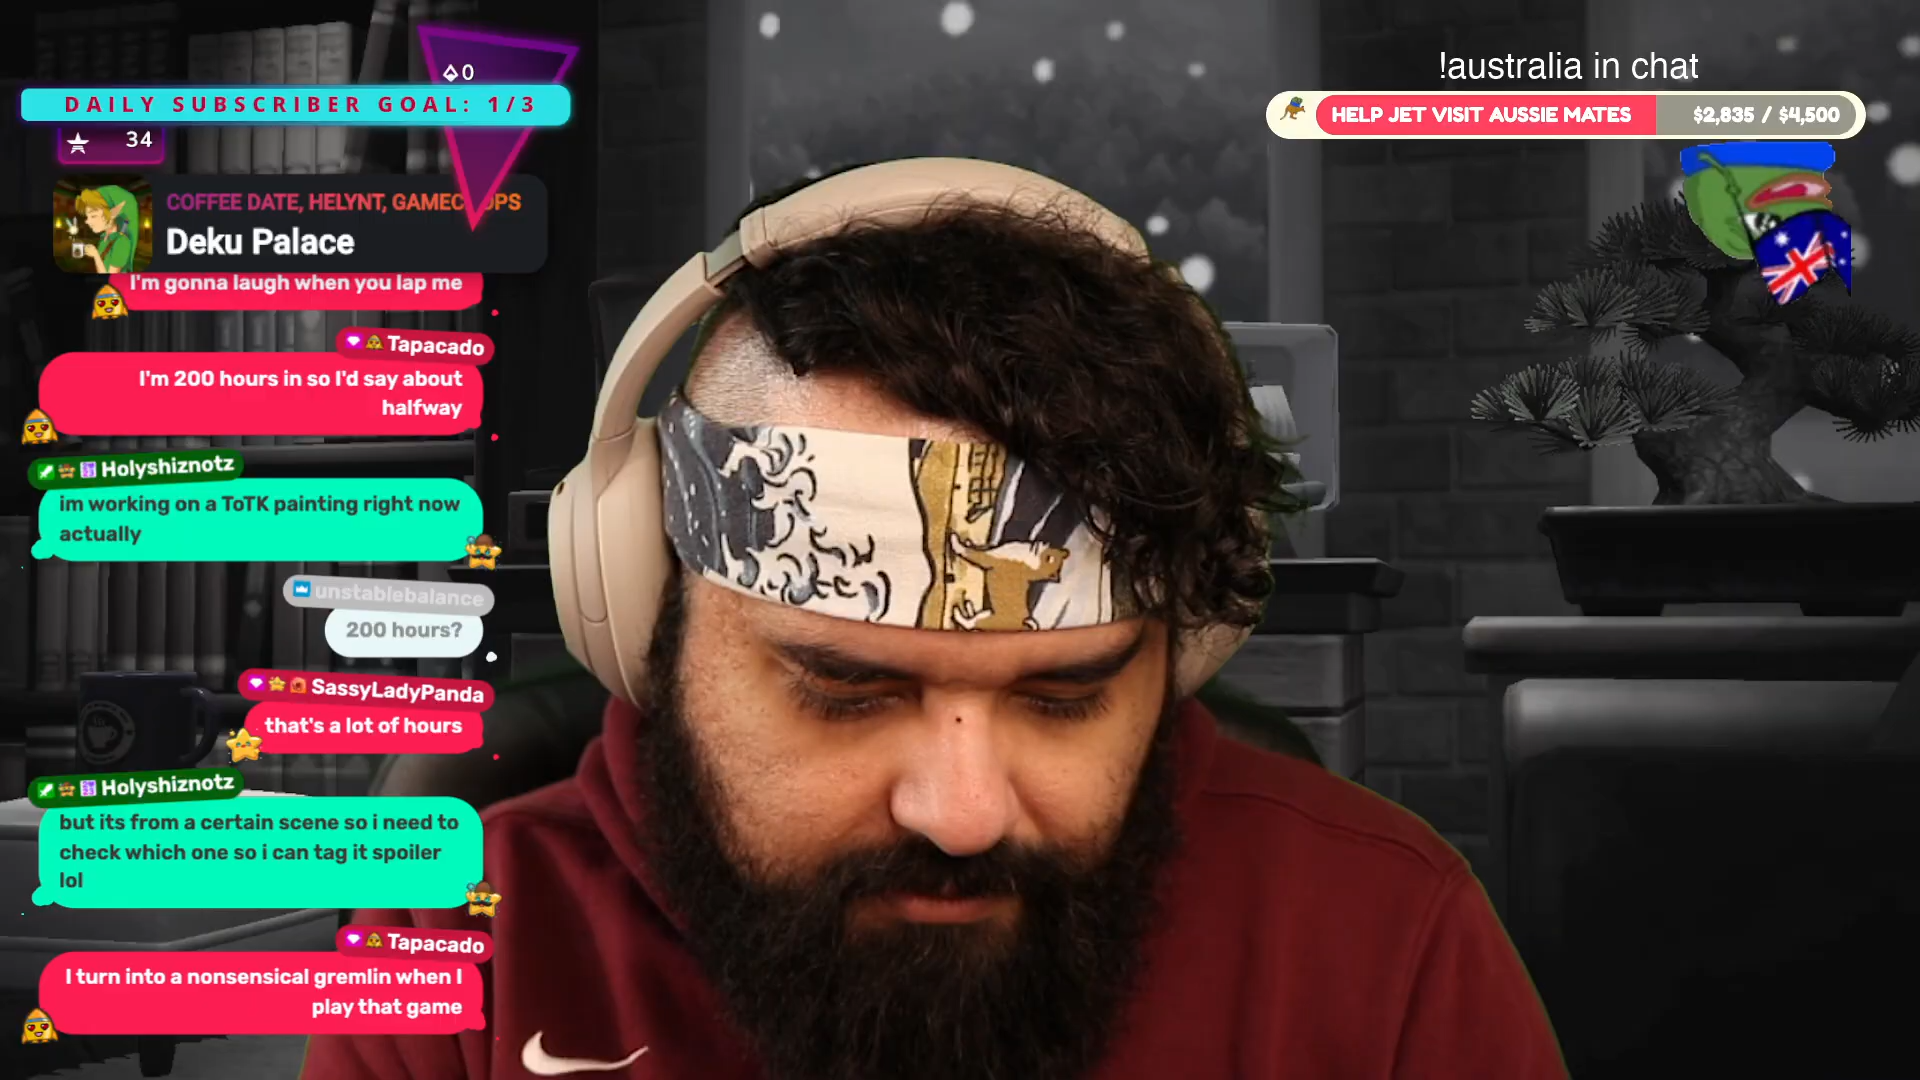 0
DAILY SUBSCRIBER GOAL: 1/3
34
COFFEE DATE, HELYNT,
Deku Palace
I'm gonna laugh when you lap me
Tapacado
I'm 200 hours in so I'd say about
halfway
Holyshiznotz
im working on a ToTK painting right now
actually
unstablebalance
200 hours?
SassyLadyPanda
that's a lot of hours
Holyshiznotz
but its from a certain scene so i need to
check which one so i can tag it spoiler
lol
Tapacado
I turn into a nonsensical gremlin when I
play that game
!australia in chat
HELP JET VISIT AUSSIE MATES
$2,835 / $4,500